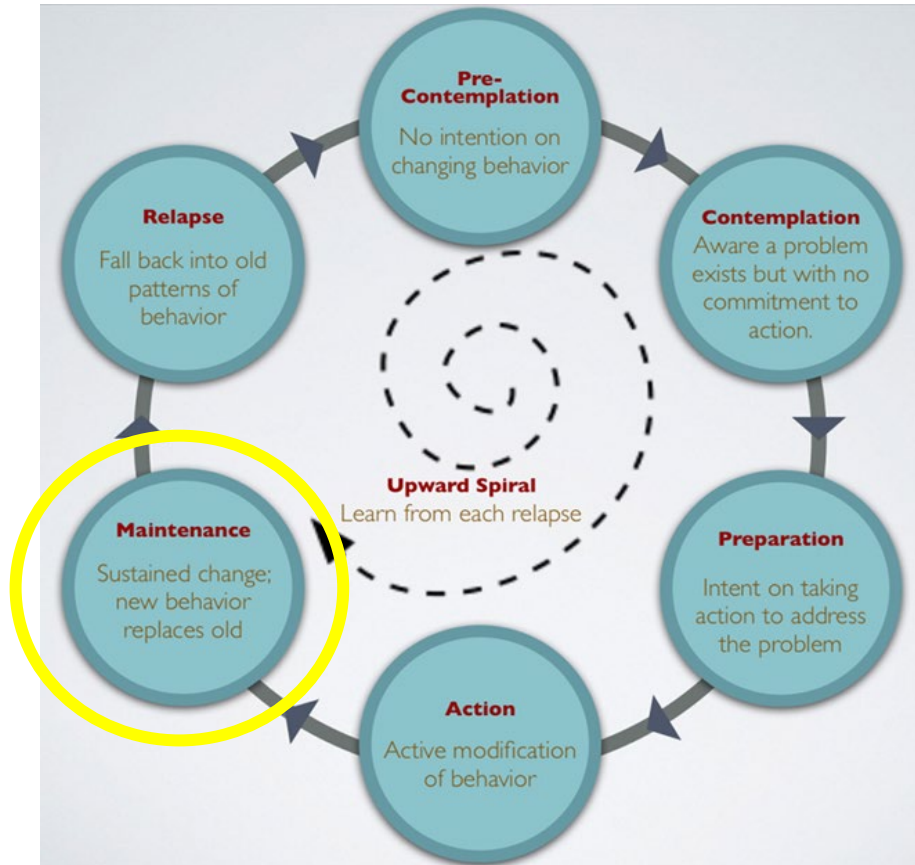 Pre-
Contemplation
No intention on
changing behavior
Contemplation
Aware a problem
exists but with no
commitment to
action.
Preparation
Intent on taking
action to address
the problem
Action
Active modification
of behavior
Maintenance
Sustained change;
new behavior
replaces old
Relapse
Fall back into old
patterns of
behavior
Upward Spiral
Learn from each relapse